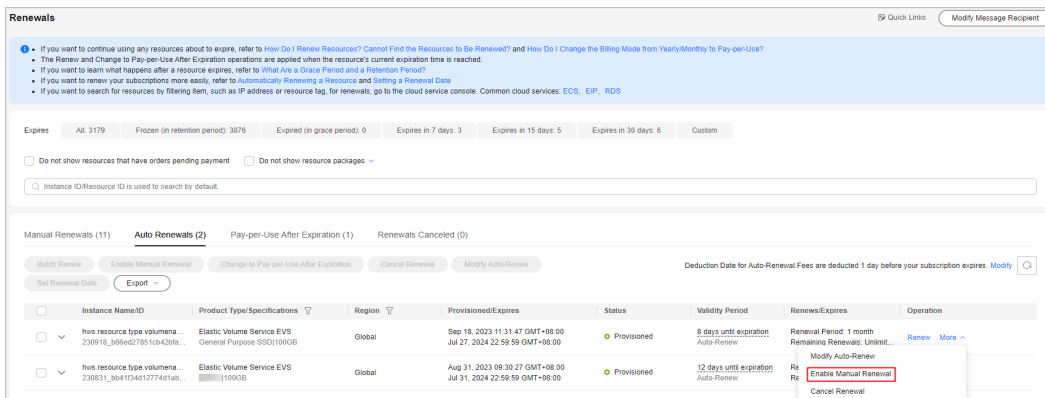 Renewals
Quick Links
Modify Message Recipient
If you want to continue using any resources about to expire, refer to How Do I Renew Resources? Cannot Find the Resources to Be Renewed? and How Do I Change the Billing Mode from Yearly/Monthly to Pay-per-Use?
The Renew and Change to Pay-per-Use After Expiration operations are applied when the resource's current expiration time is reached.
If you want to learn what happens after a resource expires, refer to What Are a Grace Period and a Retention Period?
If you want to renew your subscriptions more easily, refer to Automatically Renewing a Resource and Setting a Renewal Date
If you want to search for resources by filtering item, such as IP address or resource tag, for renewals, go to the cloud service console. Common cloud services: ECS, EIP, RDS
Expires All: 3179 Frozen (in retention period): 3076 Expired (in grace period): 0 Expires in 7 days: 3 Expires in 15 days: 5 Expires in 30 days: 6 Custom
Do not show resources that have orders pending payment Do not show resource packages
Instance ID/Resource ID is used to search by default.
Manual Renewals (11) Auto Renewals (2) Pay-per-Use After Expiration (1) Renewals Canceled (0)
Batch Renew Enable Manual Renewal Change to Pay-per-Use After Expiration Cancel Renewal Modify Auto-Renew Deduction Date for Auto-Renewal:Fees are deducted 1 day before your subscription expires. Modify
Set Renewal Date Export
Instance Name/ID Product Type/Specifications Region Provisioned/Expires Status Validity Period Renews/Expires Operation
hws.resource.type.volumena... Elastic Volume Service EVS Global Sep 18, 2023 11:31:47 GMT+08:00 Provisioned 8 days until expiration Renewal Period: 1 month Renew More
230918_b66ed27851cb42bfa... General Purpose SSD|100GB Jul 27, 2024 22:59:59 GMT+08:00 Auto-Renew Remaining Renewals: Unlimit...
Modify Auto-Renew
hws.resource.type.volumena... Elastic Volume Service EVS Global Aug 31, 2023 09:30:27 GMT+08:00 Provisioned 12 days until expiration Re
230831_bb41f34d12774d1ab... |100GB Jul 31, 2024 22:59:59 GMT+08:00 Auto-Renew Re
Enable Manual Renewal
Cancel Renewal